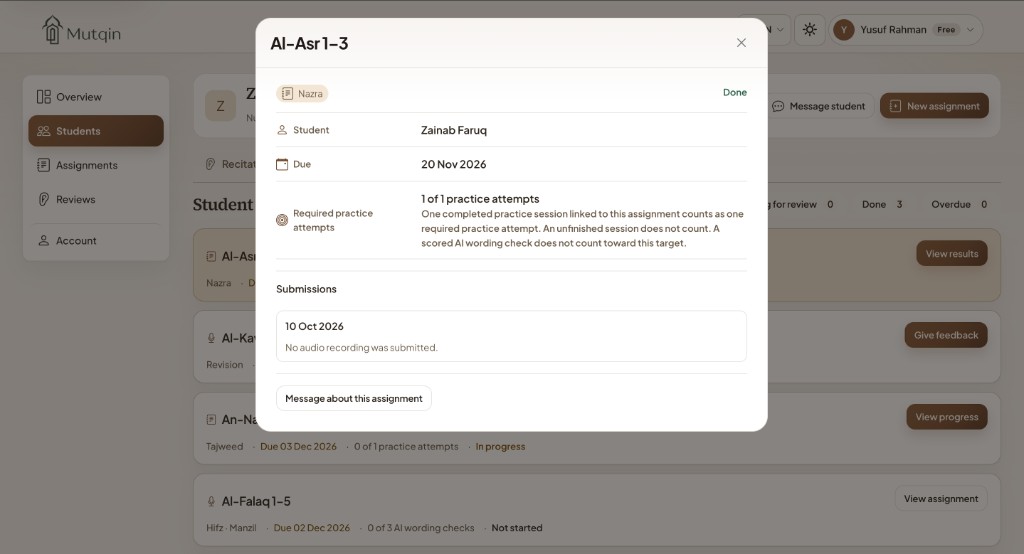 Mutqin
Yusuf Rahman Free
Overview
Students
Assignments
Reviews
Account
Z
Message student
New assignment
Student
for review 0 Done 3 Overdue 0
View results
Nazra
Give feedback
Revision
View progress
Tajweed · Due 03 Dec 2026 · 0 of 1 practice attempts · In progress
Al-Falaq 1–5
View assignment
Hifz · Manzil · Due 02 Dec 2026 · 0 of 3 AI wording checks · Not started
Al-Asr 1–3
Nazra
Done
Student Zainab Faruq
Due 20 Nov 2026
Required practice attempts
1 of 1 practice attempts
One completed practice session linked to this assignment counts as one
required practice attempt. An unfinished session does not count. A
scored AI wording check does not count toward this target.
Submissions
10 Oct 2026
No audio recording was submitted.
Message about this assignment